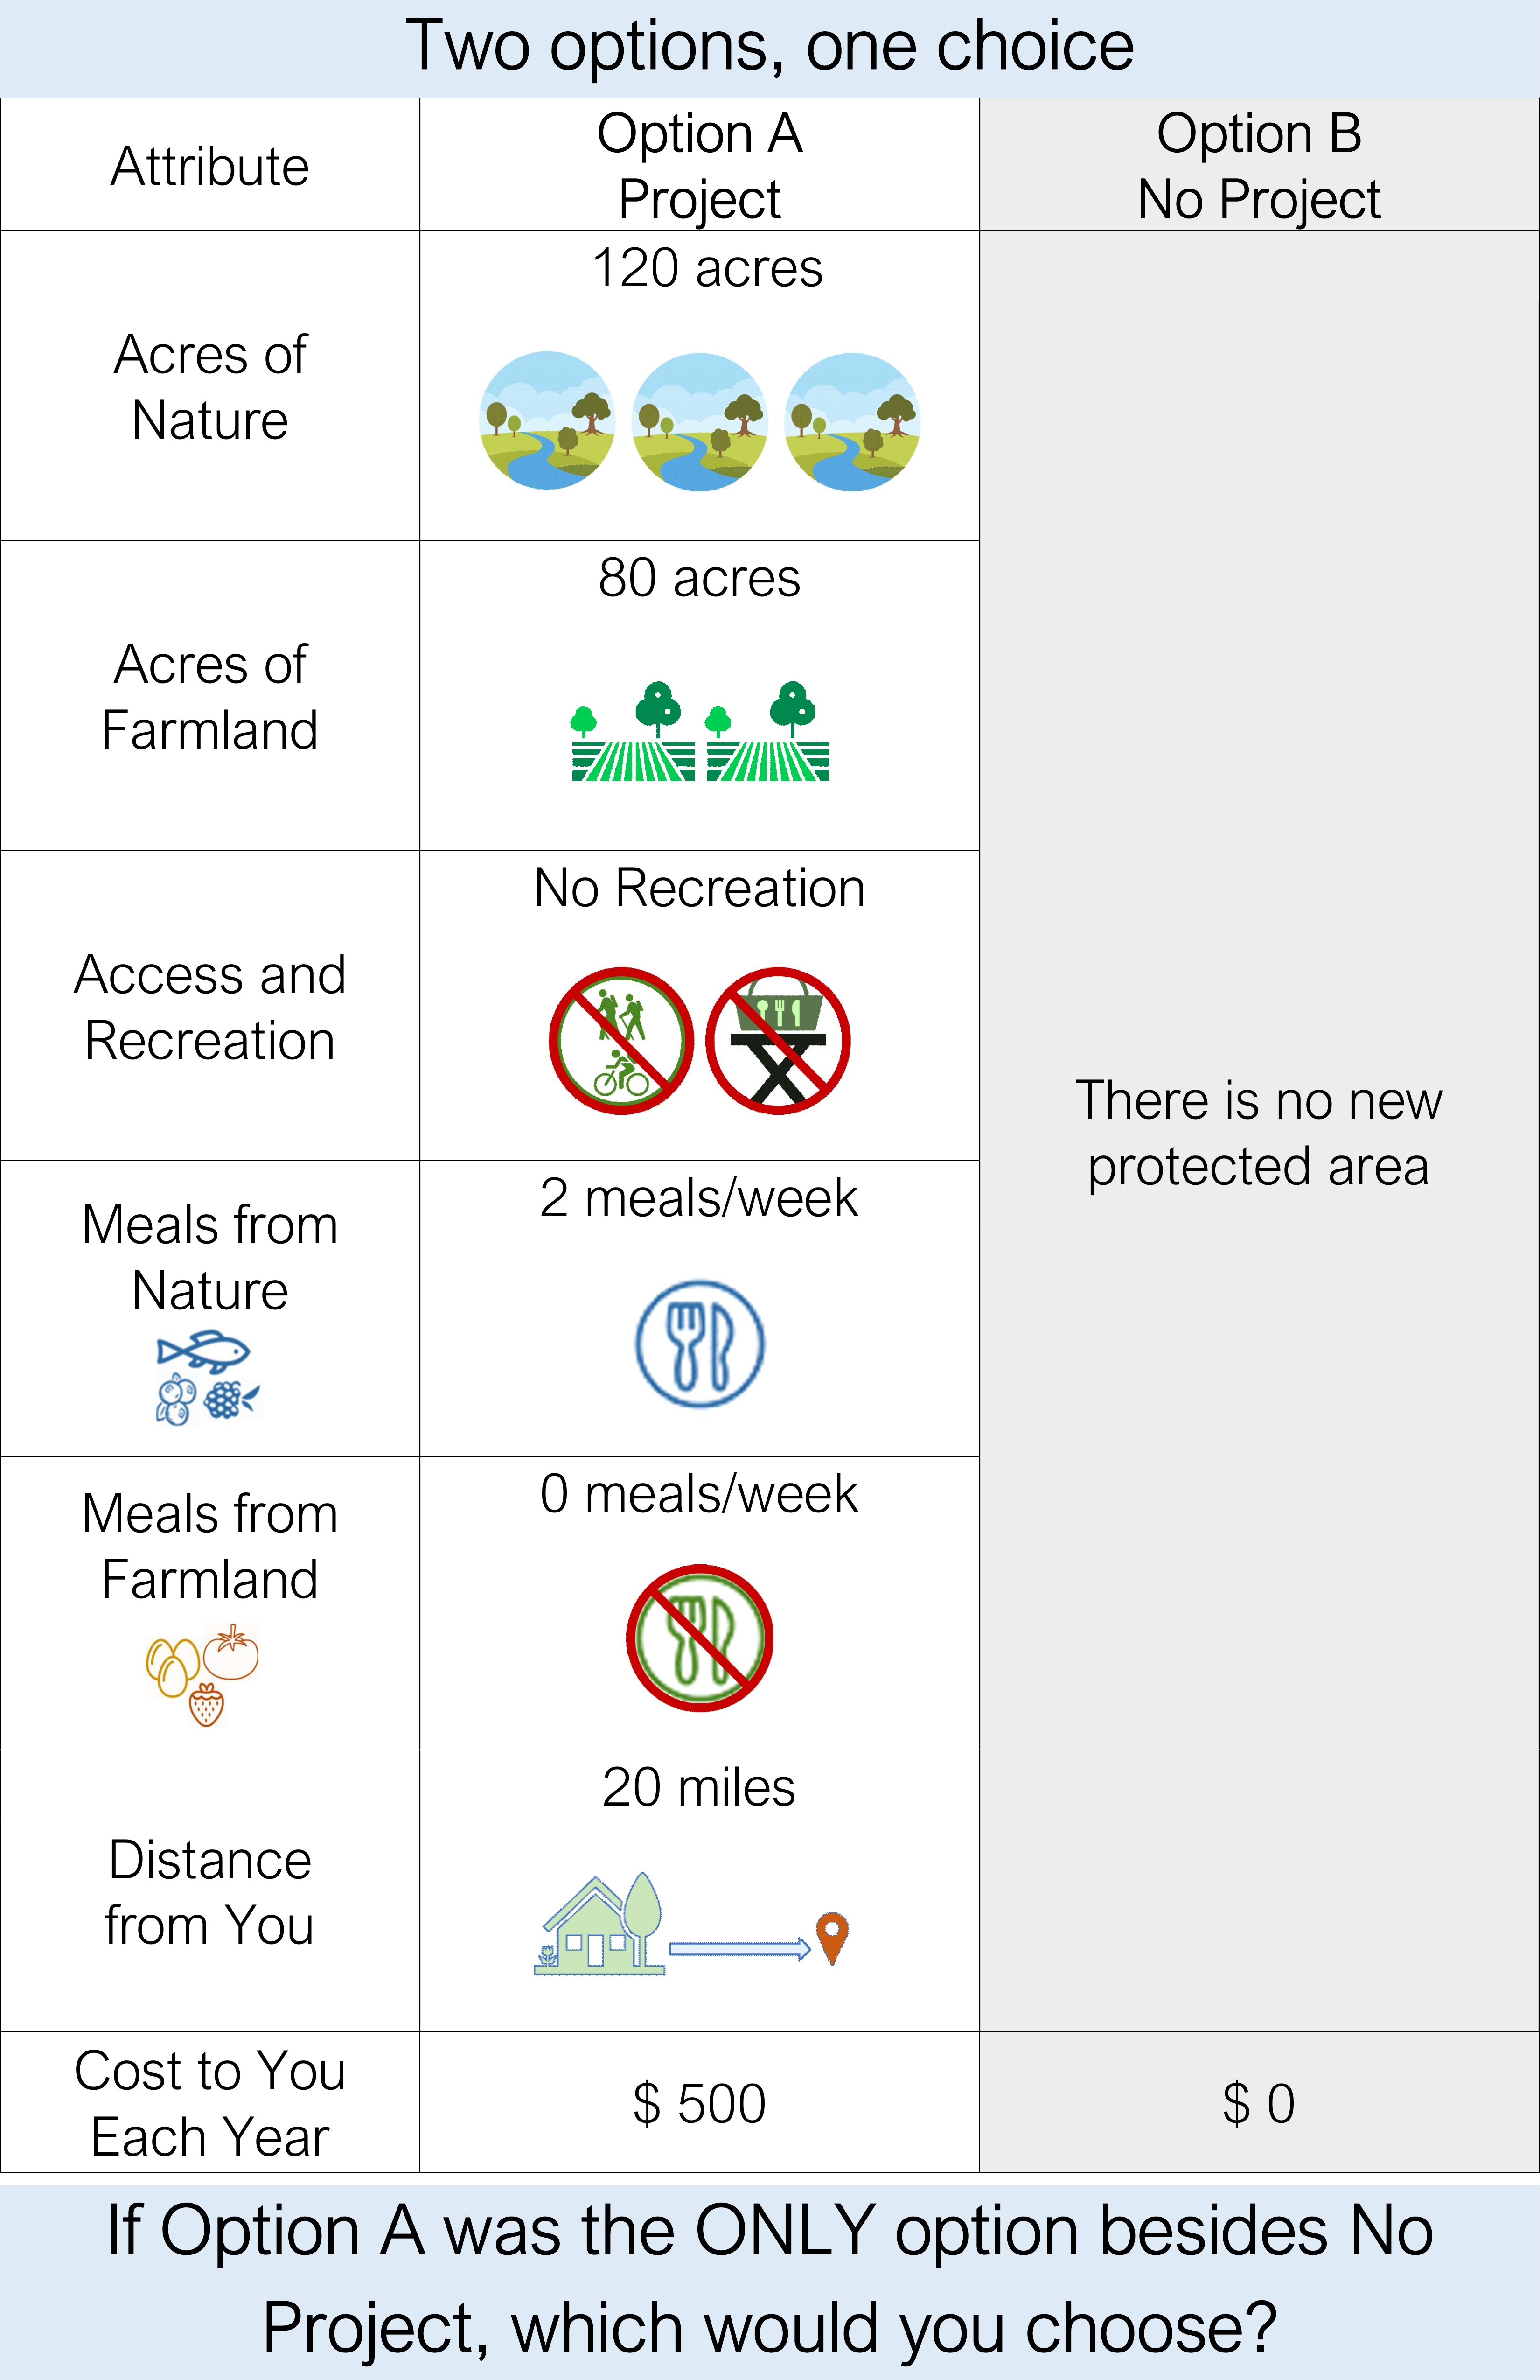 Two options, one choice
Attribute
Option A
Project
Option B
No Project
Acres of
Nature
120 acres
Acres of
Farmland
80 acres
Access and
Recreation
No Recreation
There is no new
protected area
Meals from
Nature
2 meals/week
Meals from
Farmland
0 meals/week
Distance
from You
20 miles
Cost to You
Each Year
$ 500
$ 0
If Option A was the ONLY option besides No
Project, which would you choose?